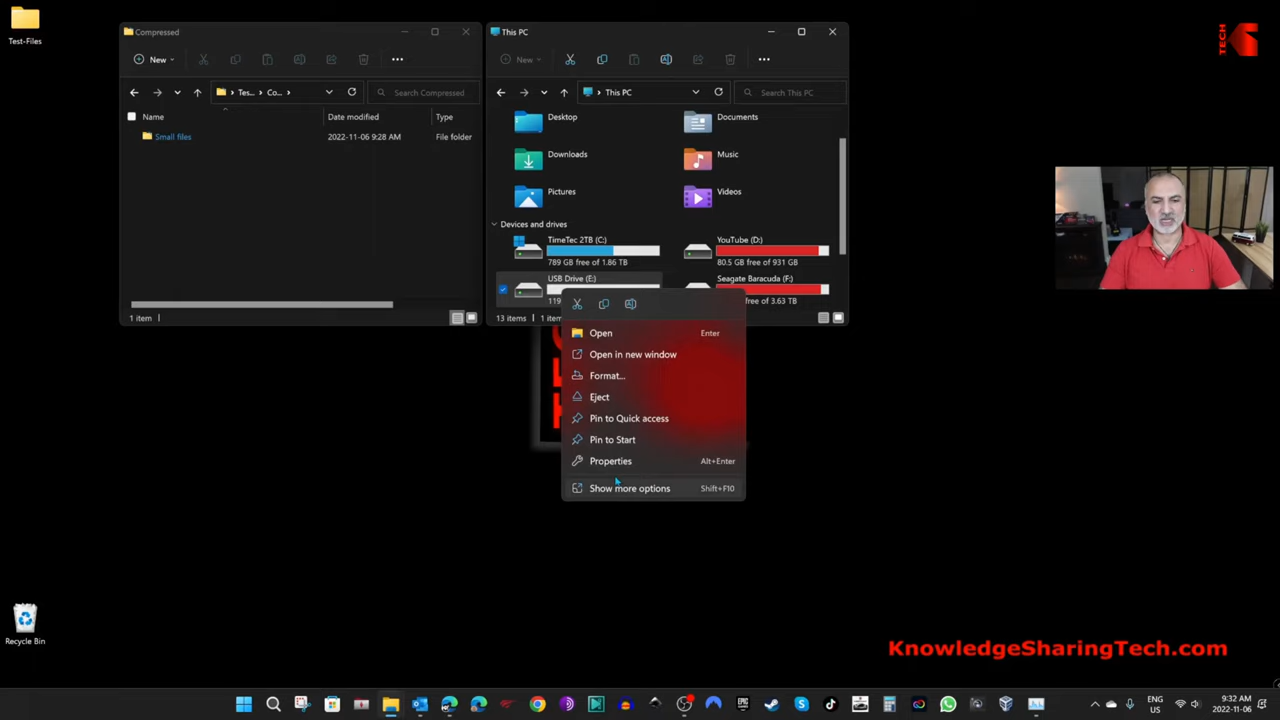 Test-Files
Compressed
New
Tes... Co...
Search Compressed
Name Date modified Type
Small files 2022-11-06 9:28 AM File folder
1 item
This PC
New
This PC
Search This PC
Desktop Documents
Downloads Music
Pictures Videos
Devices and drives
TimeTec 2TB (C:) YouTube (D:)
789 GB free of 1.86 TB 80.5 GB free of 931 GB
USB Drive (E:) Seagate Baracuda (F:)
119 e of 3.63 TB
13 items 1 item
Open Enter
Open in new window
Format...
Eject
Pin to Quick access
Pin to Start
Properties Alt+Enter
Show more options Shift+F10
TECH
Recycle Bin
KnowledgeSharingTech.com
ENG
US
9:32 AM
2022-11-06